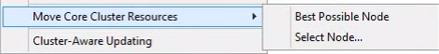 Move Core Cluster Resources
Best Possible Node
Select Node...
Cluster-Aware Updating